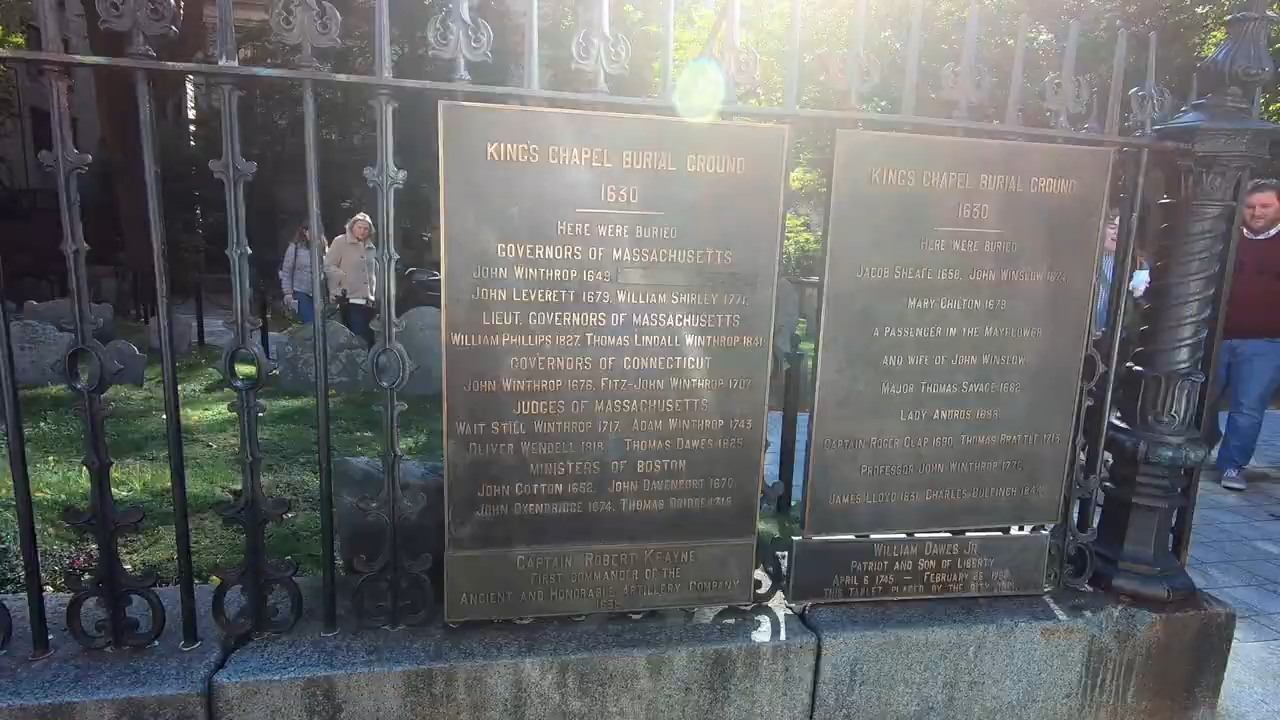 KING'S CHAPEL BURIAL GROUND
1630
HERE WERE BURIED
GOVERNORS OF MASSACHUSETTS
JOHN WINTHROP 1649
JOHN LEVERETT 1679. WILLIAM SHIRLEY 1771.
LIEUT. GOVERNORS OF MASSACHUSETTS
WILLIAM PHILLIPS 1827. THOMAS LINDALL WINTHROP 1841.
GOVERNORS OF CONNECTICUT
JOHN WINTHROP 1676. FITZ-JOHN WINTHROP 1707.
JUDGES OF MASSACHUSETTS
WAIT STILL WINTHROP 1717. ADAM WINTHROP 1743
OLIVER WENDELL 1818. THOMAS DAWES 1825.
MINISTERS OF BOSTON
JOHN COTTON 1652. JOHN DAVENPORT 1670.
JOHN OXENBRIDGE 1674. THOMAS BRIDGE 1715
CAPTAIN ROBERT KEAYNE
FIRST COMMANDER OF THE
ANCIENT AND HONORABLE ARTILLERY COMPANY
KING'S CHAPEL BURIAL GROUND
1630
HERE WERE BURIED
JACOB SHEAFE 1658. JOHN WINSLOW 1674.
MARY CHILTON 1679
A PASSENGER IN THE MAYFLOWER
AND WIFE OF JOHN WINSLOW.
MAJOR THOMAS SAVAGE 1682
LADY ANDROS 1688.
CAPTAIN ROGER CLAP 1690. THOMAS BRATTLE 1713.
PROFESSOR JOHN WINTHROP 1779.
JAMES LLOYD 1831. CHARLES BULFINCH 1844.
WILLIAM DAWES JR.
PATRIOT AND SON OF LIBERTY
APRIL 6 1745 — FEBRUARY 25
THIS TABLET PLACED BY THE